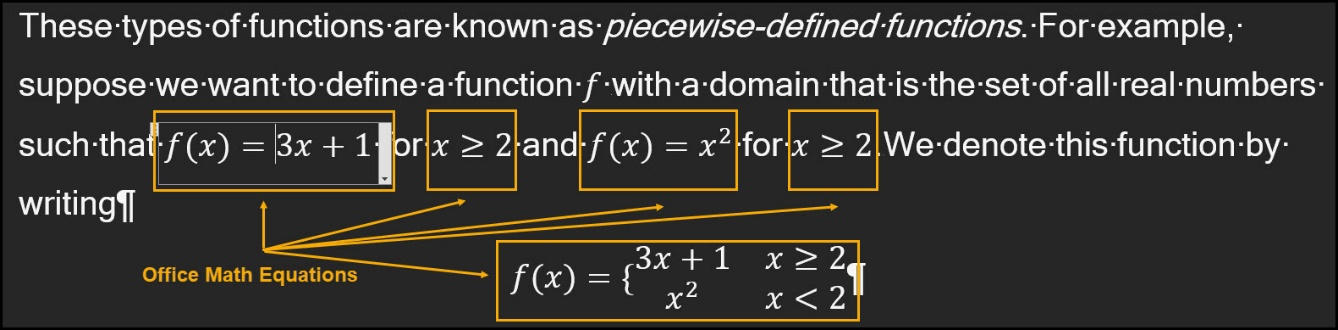 These·types·of·functions·are·known·as·piecewise-defined·functions.·For·example,·
suppose·we·want·to·define·a·function·f·with·a·domain·that·is·the·set·of·all·real·numbers·
such·that·f(x) = 3x + 1·for·x ≥ 2·and·f(x) = x²·for·x ≥ 2.We·denote·this·function·by·
writing¶
Office Math Equations
f(x) = {3x + 1 x ≥ 2¶
x² x < 2